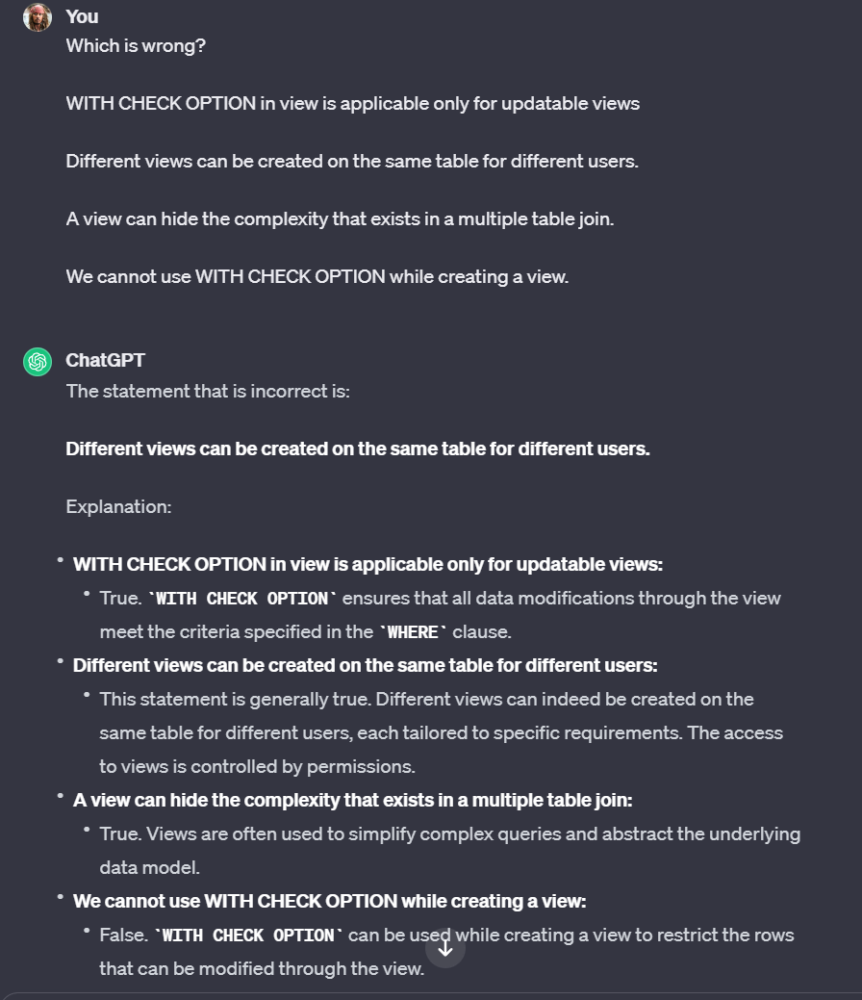 You
Which is wrong?
WITH CHECK OPTION in view is applicable only for updatable views
Different views can be created on the same table for different users.
A view can hide the complexity that exists in a multiple table join.
We cannot use WITH CHECK OPTION while creating a view.
ChatGPT
The statement that is incorrect is:
Different views can be created on the same table for different users.
Explanation:
• WITH CHECK OPTION in view is applicable only for updatable views:
• True. `WITH CHECK OPTION` ensures that all data modifications through the view
meet the criteria specified in the `WHERE` clause.
• Different views can be created on the same table for different users:
• This statement is generally true. Different views can indeed be created on the
same table for different users, each tailored to specific requirements. The access
to views is controlled by permissions.
• A view can hide the complexity that exists in a multiple table join:
• True. Views are often used to simplify complex queries and abstract the underlying
data model.
• We cannot use WITH CHECK OPTION while creating a view:
• False. `WITH CHECK OPTION` can be used while creating a view to restrict the rows
that can be modified through the view.